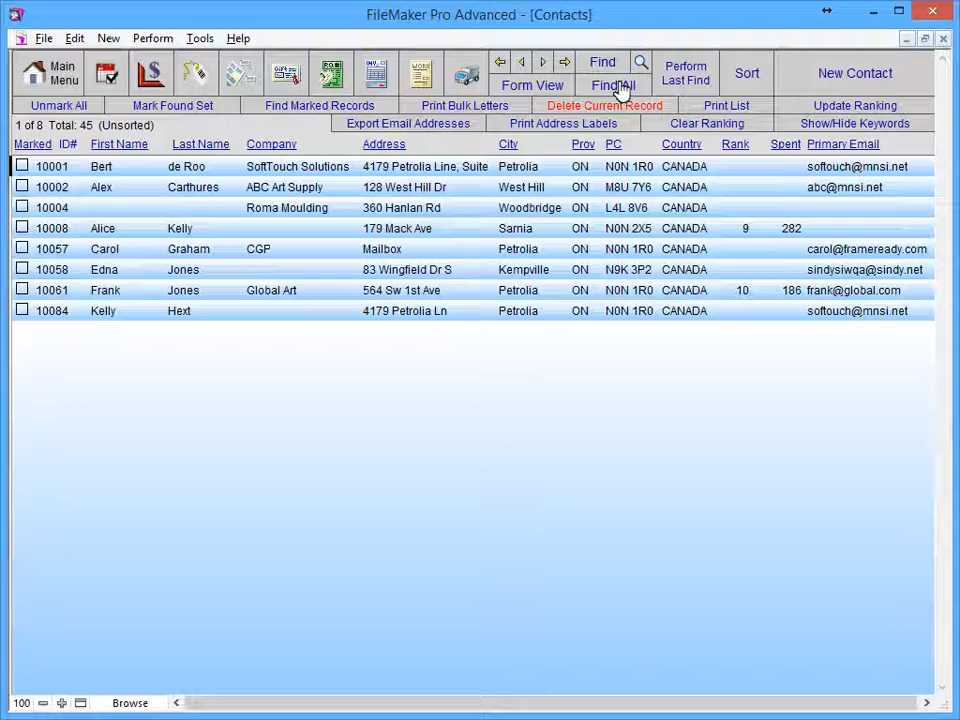 FileMaker Pro Advanced - [Contacts]
File Edit New Perform Tools Help
Main Menu Find Perform Last Find Sort New Contact
Form View Find All
Unmark All Mark Found Set Find Marked Records Print Bulk Letters Delete Current Record Print List Update Ranking
1 of 8 Total: 45 (Unsorted) Export Email Addresses Print Address Labels Clear Ranking Show/Hide Keywords
Marked ID# First Name Last Name Company Address City Prov PC Country Rank Spent Primary Email
10001 Bert de Roo SoftTouch Solutions 4179 Petrolia Line, Suite Petrolia ON N0N 1R0 CANADA softouch@mnsi.net
10002 Alex Carthures ABC Art Supply 128 West Hill Dr West Hill ON M8U 7Y6 CANADA abc@mnsi.net
10004 Roma Moulding 360 Hanlan Rd Woodbridge ON L4L 8V6 CANADA
10008 Alice Kelly 179 Mack Ave Sarnia ON N0N 2X5 CANADA 9 282
10057 Carol Graham CGP Mailbox Petrolia ON N0N 1R0 CANADA carol@frameready.com
10058 Edna Jones 83 Wingfield Dr S Kempville ON N9K 3P2 CANADA sindysiwqa@sindy.net
10061 Frank Jones Global Art 564 Sw 1st Ave Petrolia ON N0N 1R0 CANADA 10 186 frank@global.com
10084 Kelly Hext 4179 Petrolia Ln Petrolia ON N0N 1R0 CANADA softouch@mnsi.net
100 Browse